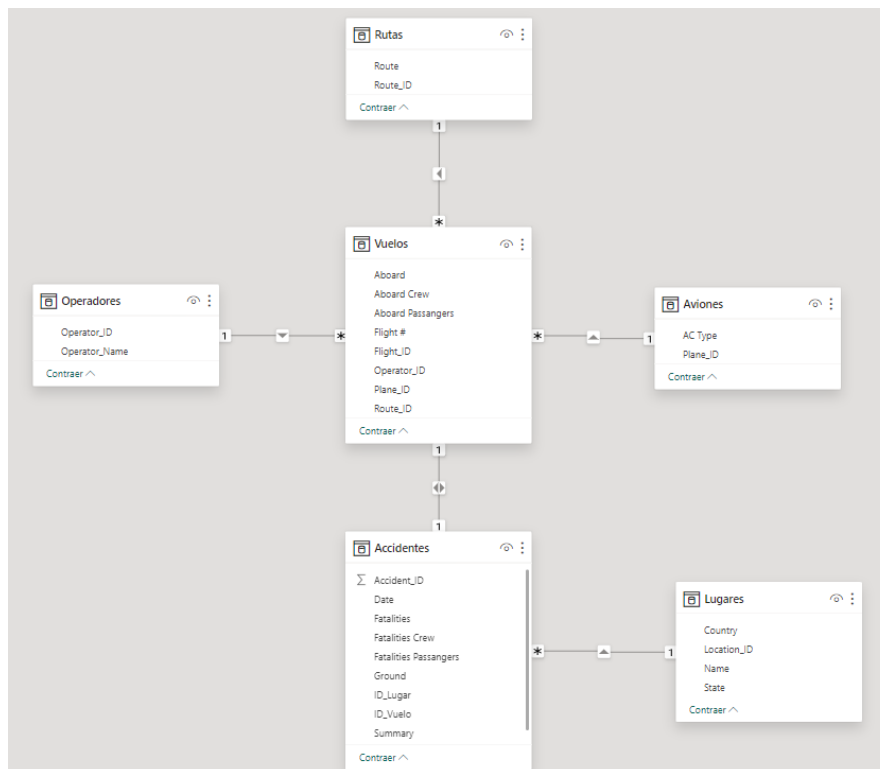 Rutas
Route
Route_ID
Contraer
1
*
Vuelos
Aboard
Aboard Crew
Aboard Passangers
Flight #
Flight_ID
Operator_ID
Plane_ID
Route_ID
Contraer
Operadores
Operator_ID
Operator_Name
Contraer
1
*
Aviones
AC Type
Plane_ID
Contraer
*
1
1
1
Accidentes
Σ Accident_ID
Date
Fatalities
Fatalities Crew
Fatalities Passangers
Ground
ID_Lugar
ID_Vuelo
Summary
Contraer
*
1
Lugares
Country
Location_ID
Name
State
Contraer